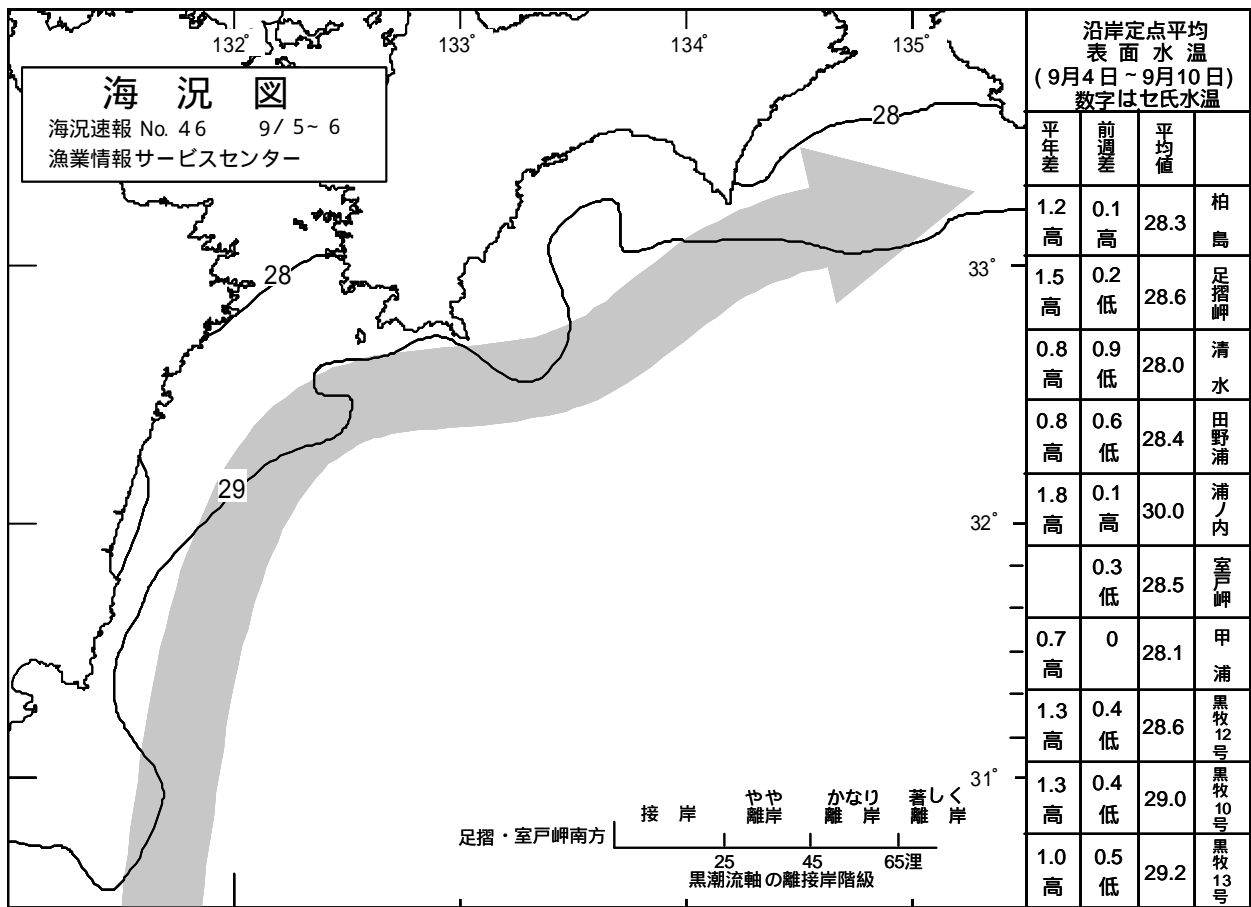 132°
133°
134°
135°
海 況 図
海況速報 No. 46 9/ 5~ 6
漁業情報サービスセンター
28
28
29
33°
32°
31°
接 岸
やや
離岸
かなり
離 岸
著しく
離 岸
足摺・室戸岬南方
25 45 65浬
黒潮流軸の離接岸階級
沿岸定点平均
表 面 水 温
( 9月4日~9月10日)
数字はセ氏水温
平年差 前週差 平均値
1.2高 0.1高 28.3 柏島
1.5高 0.2低 28.6 足摺岬
0.8高 0.9低 28.0 清水
0.8高 0.6低 28.4 田野浦
1.8高 0.1高 30.0 浦ノ内
0.3低 28.5 室戸岬
0.7高 0 28.1 甲浦
1.3高 0.4低 28.6 黒牧12号
1.3高 0.4低 29.0 黒牧10号
1.0高 0.5低 29.2 黒牧13号